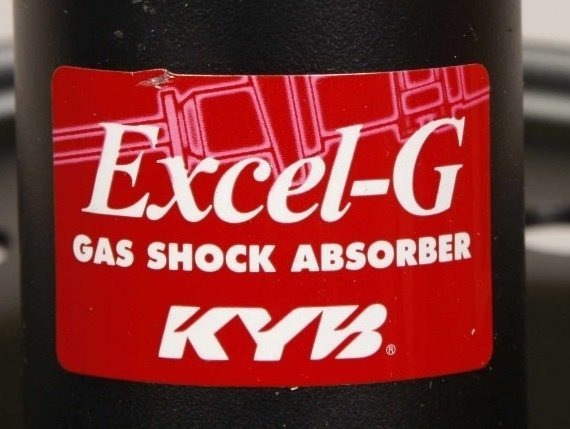 Excel-G
GAS SHOCK ABSORBER
KYB®